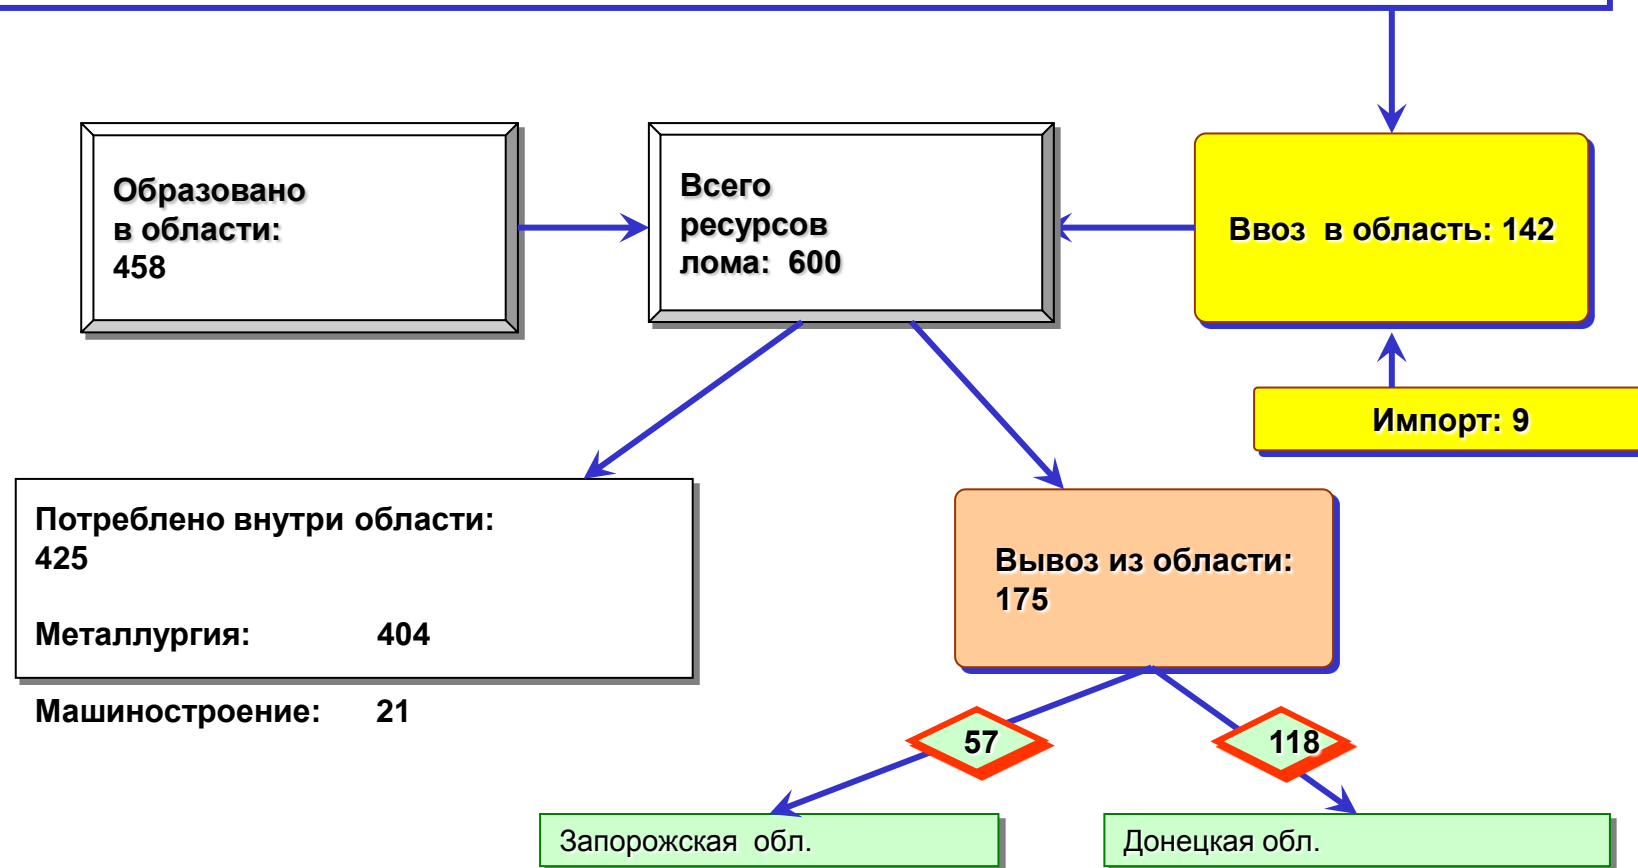 Образовано
в области:
458
Всего
ресурсов
лома: 600
Ввоз в область: 142
Импорт: 9
Потреблено внутри области:
425
Металлургия: 404
Машиностроение: 21
Вывоз из области:
175
57
118
Запорожская обл.
Донецкая обл.